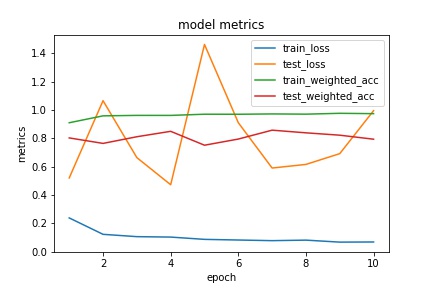 model metrics
train_loss
test_loss
train_weighted_acc
test_weighted_acc
metrics
1.4
1.2
1.0
0.8
0.6
0.4
0.2
0.0
2
4
6
8
10
epoch